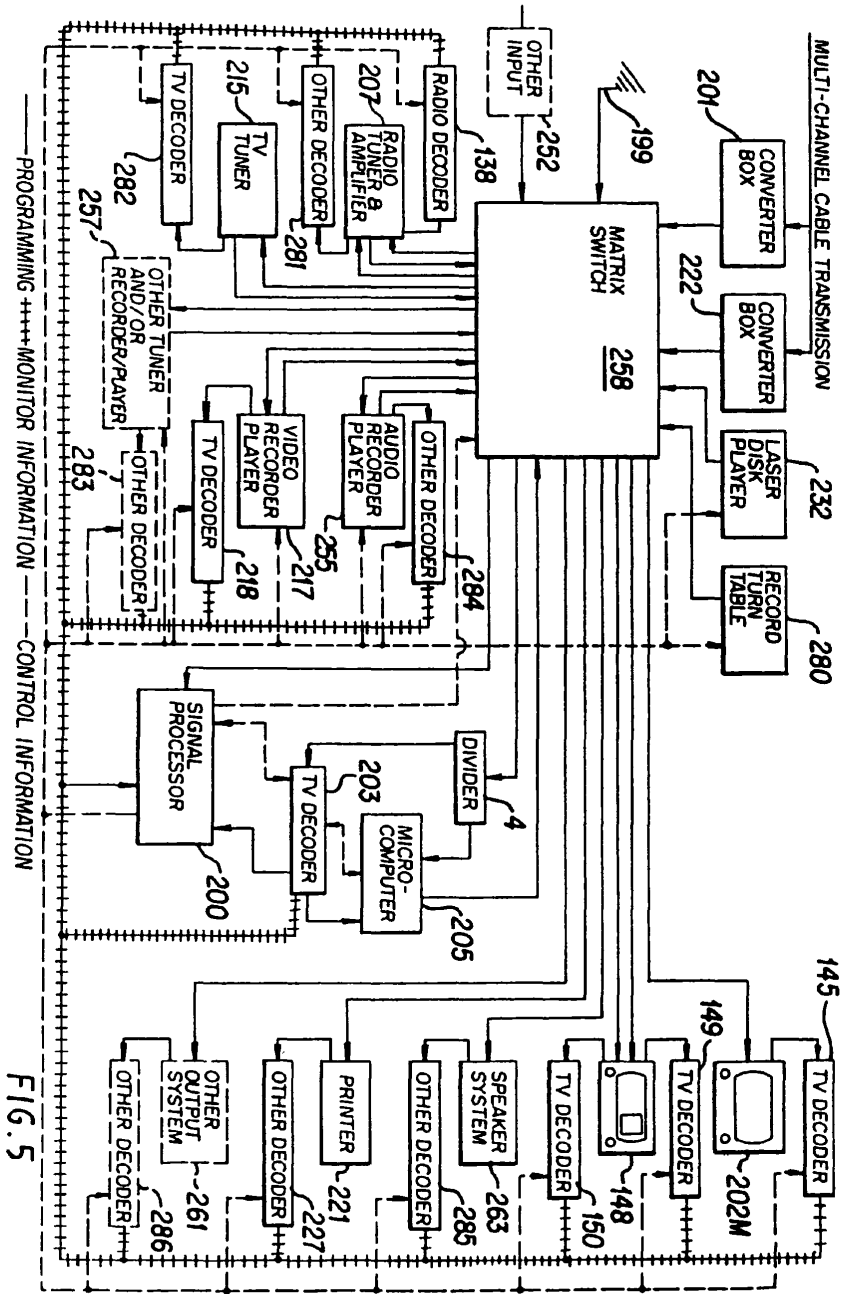 MULTI-CHANNEL CABLE TRANSMISSION
201
CONVERTER
BOX
222
CONVERTER
BOX
LASER
DISK
PLAYER
232
RECORD
TURN
TABLE
280
199
OTHER
INPUT
252
MATRIX
SWITCH
258
RADIO DECODER
138
207
RADIO
TUNER &
AMPLIFIER
OTHER DECODER
281
215
TV
TUNER
TV DECODER
282
OTHER DECODER
284
AUDIO
RECORDER
PLAYER
255
VIDEO
RECORDER
PLAYER
217
TV DECODER
218
OTHER TUNER
AND/OR
RECORDER/PLAYER
257
OTHER DECODER
283
DIVIDER
4
MICRO-
COMPUTER
205
TV DECODER
203
SIGNAL
PROCESSOR
200
145
TV DECODER
202M
149
TV DECODER
148
TV DECODER
150
SPEAKER
SYSTEM
263
OTHER DECODER
285
PRINTER
221
OTHER DECODER
227
OTHER
OUTPUT
SYSTEM
261
OTHER DECODER
286
PROGRAMMING MONITOR INFORMATION CONTROL INFORMATION
FIG. 5